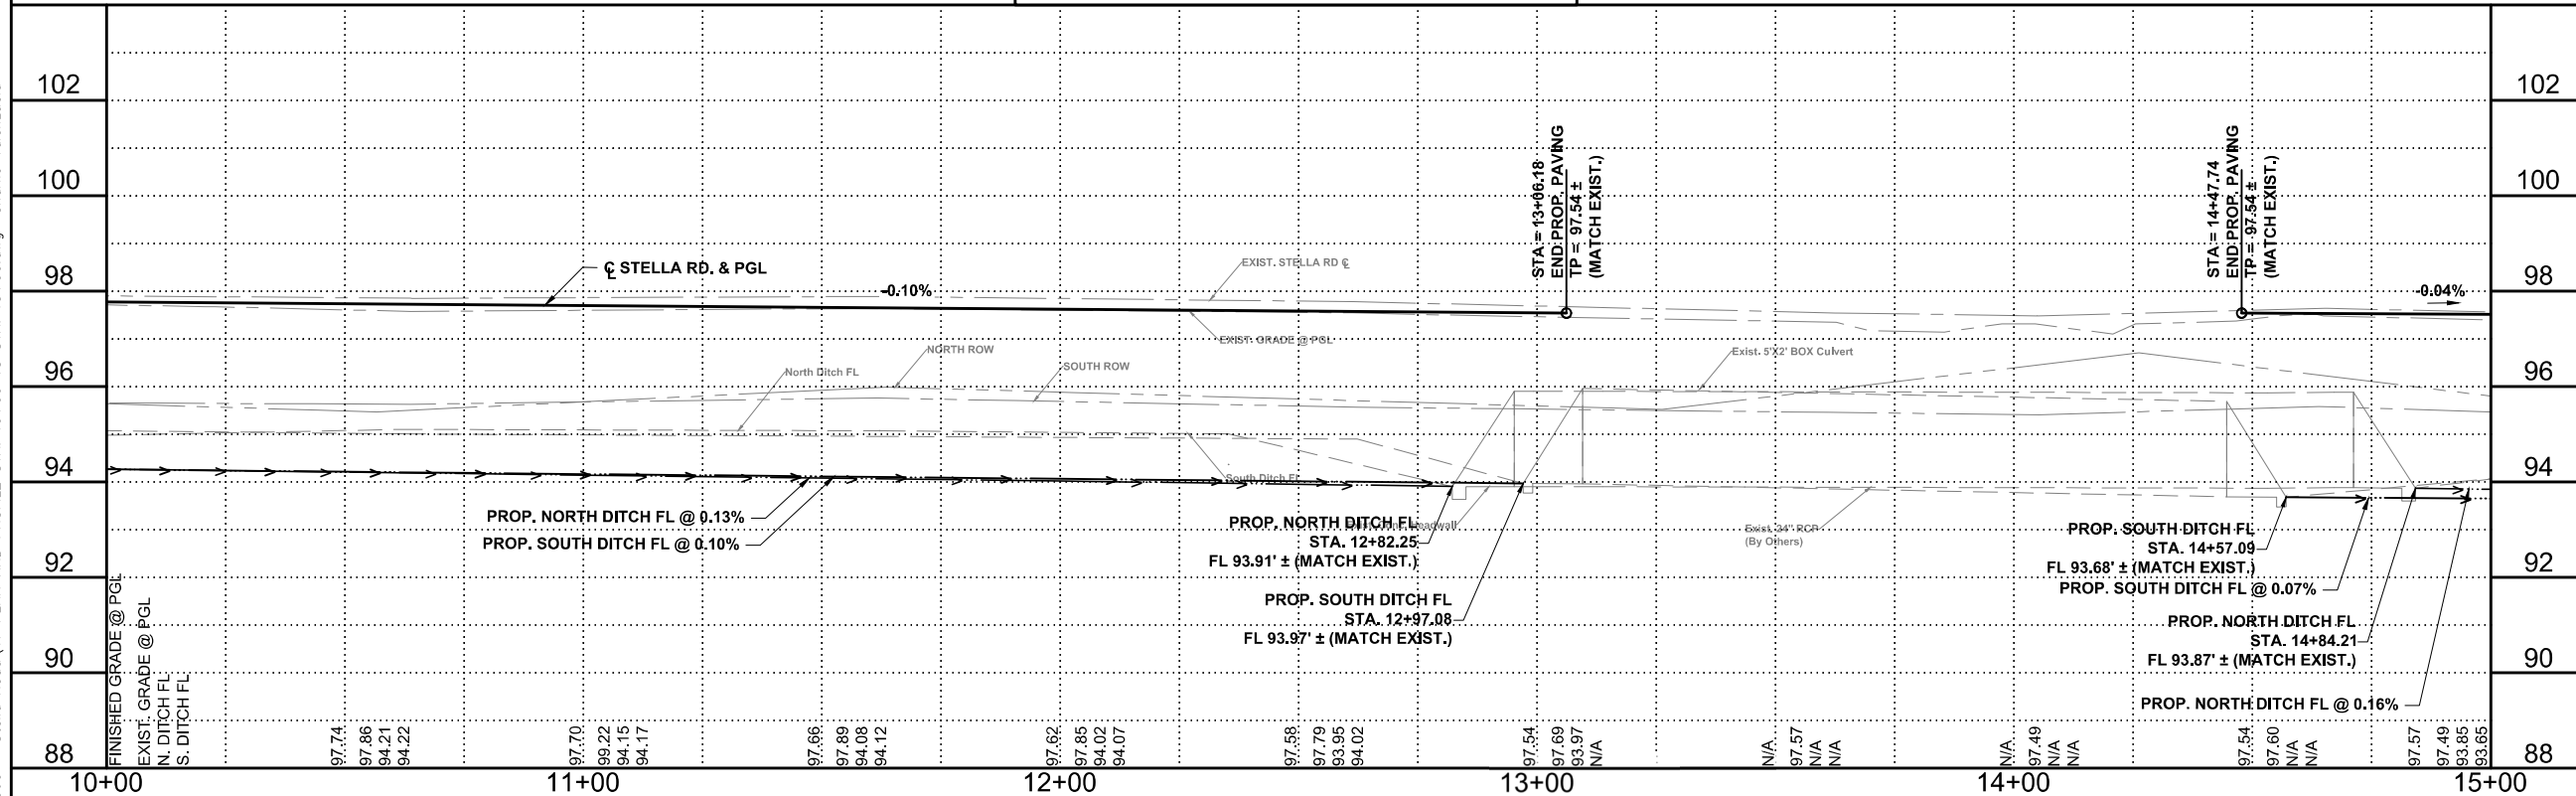 102
100
98
96
94
92
90
88
102
100
98
96
94
92
90
88
℄ STELLA RD. & PGL
-0.10%
EXIST. STELLA RD ℄
EXIST. GRADE @ PGL
NORTH ROW
SOUTH ROW
North Ditch FL
South Ditch FL
STA = 13+06.18
END PROP. PAVING
TP = 97.54 ±
(MATCH EXIST.)
STA = 14+47.74
END PROP. PAVING
TP = 97.54 ±
(MATCH EXIST.)
-0.04%
Exist. 5'X2' BOX Culvert
Exist. 24" RCP
(By Others)
Headwall
PROP. NORTH DITCH FL @ 0.13%
PROP. SOUTH DITCH FL @ 0.10%
PROP. NORTH DITCH FL
STA. 12+82.25
FL 93.91' ± (MATCH EXIST.)
PROP. SOUTH DITCH FL
STA. 12+97.08
FL 93.97' ± (MATCH EXIST.)
PROP. SOUTH DITCH FL
STA. 14+57.09
FL 93.68' ± (MATCH EXIST.)
PROP. SOUTH DITCH FL @ 0.07%
PROP. NORTH DITCH FL
STA. 14+84.21
FL 93.87' ± (MATCH EXIST.)
PROP. NORTH DITCH FL @ 0.16%
FINISHED GRADE @ PGL
EXIST. GRADE @ PGL
N. DITCH FL
S. DITCH FL
97.74
97.86
94.21
94.22
97.70
99.22
94.15
94.17
97.66
97.89
94.08
94.12
97.62
97.85
94.02
94.07
97.58
97.79
93.95
94.02
97.54
97.69
93.97
N/A
N/A
97.57
N/A
N/A
N/A
97.49
N/A
N/A
97.54
97.60
N/A
N/A
97.57
97.49
93.85
93.65
10+00
11+00
12+00
13+00
14+00
15+00